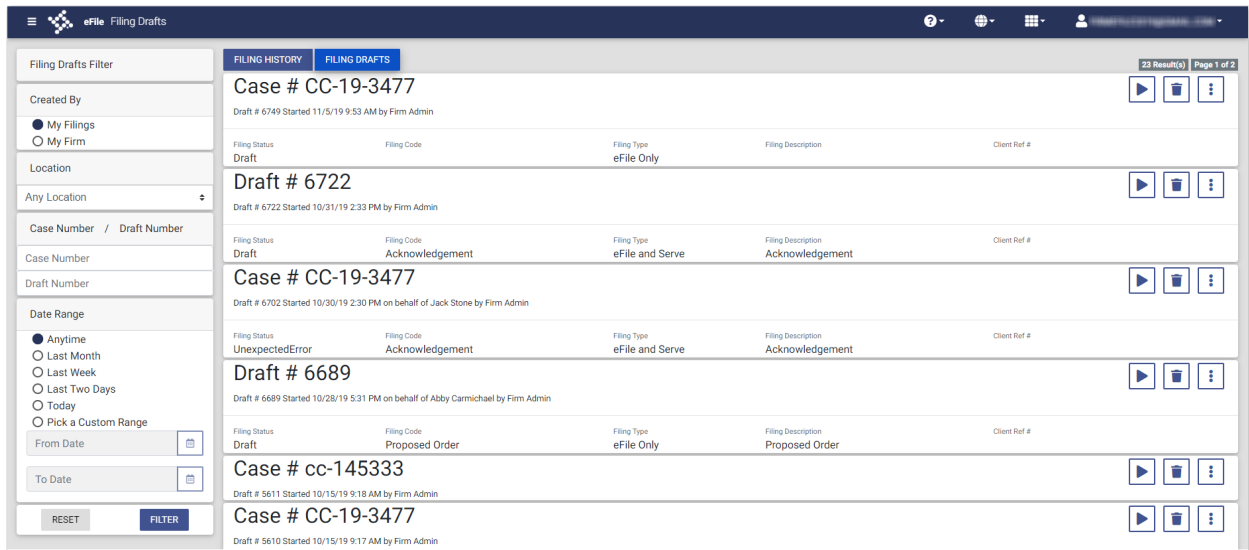 eFile Filing Drafts
Filing Drafts Filter
Created By
My Filings
My Firm
Location
Any Location
Case Number / Draft Number
Case Number
Draft Number
Date Range
Anytime
Last Month
Last Week
Last Two Days
Today
Pick a Custom Range
From Date
To Date
RESET FILTER
FILING HISTORY FILING DRAFTS
23 Result(s) Page 1 of 2
Case # CC-19-3477
Draft # 6749 Started 11/5/19 9:53 AM by Firm Admin
Filing Status Filing Code Filing Type Filing Description Client Ref #
Draft eFile Only
Draft # 6722
Draft # 6722 Started 10/31/19 2:33 PM by Firm Admin
Filing Status Filing Code Filing Type Filing Description Client Ref #
Draft Acknowledgement eFile and Serve Acknowledgement
Case # CC-19-3477
Draft # 6702 Started 10/30/19 2:30 PM on behalf of Jack Stone by Firm Admin
Filing Status Filing Code Filing Type Filing Description Client Ref #
UnexpectedError Acknowledgement eFile and Serve Acknowledgement
Draft # 6689
Draft # 6689 Started 10/28/19 5:31 PM on behalf of Abby Carmichael by Firm Admin
Filing Status Filing Code Filing Type Filing Description Client Ref #
Draft Proposed Order eFile Only Proposed Order
Case # cc-145333
Draft # 5611 Started 10/15/19 9:18 AM by Firm Admin
Case # CC-19-3477
Draft # 5610 Started 10/15/19 9:17 AM by Firm Admin